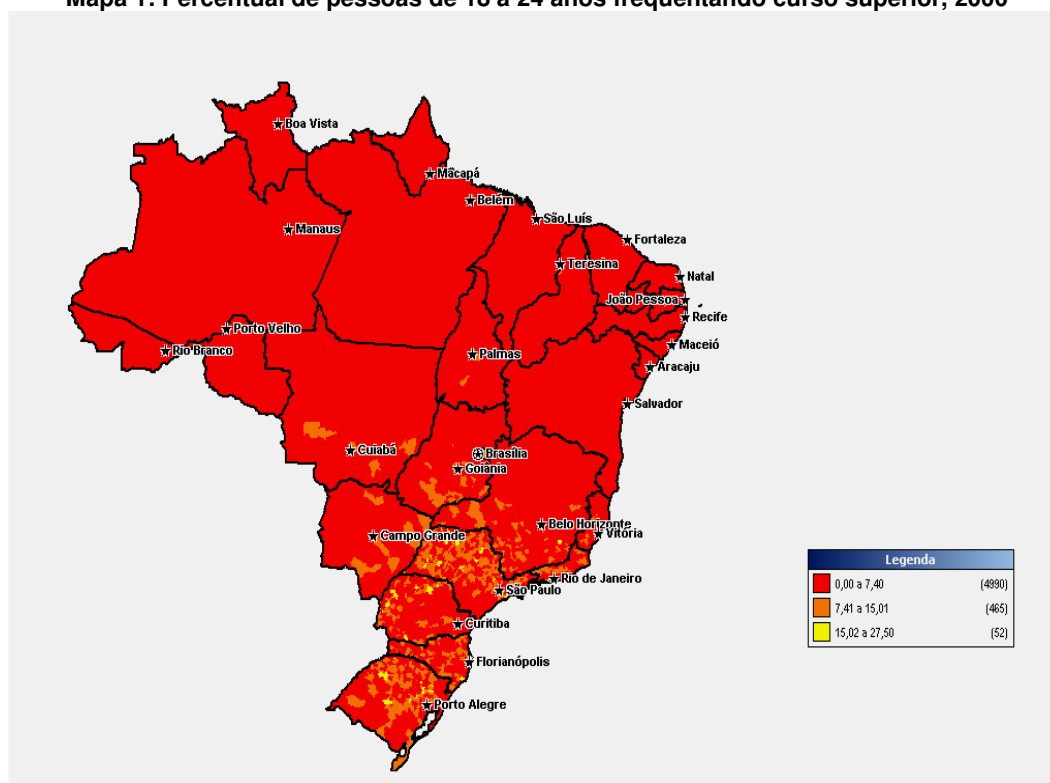 Mapa 1: Percentual de pessoas de 18 a 24 anos frequentando curso superior, 2000
Boa Vista
Macapá
Belém
São Luís
Manaus
Fortaleza
Teresina
Natal
João Pessoa
Recife
Porto Velho
Maceió
Rio Branco
Palmas
Aracaju
Salvador
Cuiabá
Brasília
Goiania
Belo Horizonte
Vitória
Campo Grande
Rio de Janeiro
São Paulo
Curitiba
Florianópolis
Porto Alegre
Legenda
0,00 a 7,40 (4990)
7,41 a 15,01 (465)
15,02 a 27,50 (52)